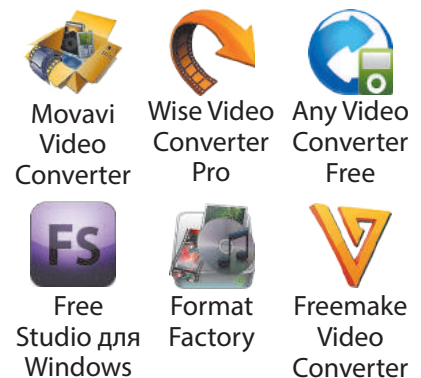 Movavi
Video
Converter
Wise Video
Converter
Pro
Any Video
Converter
Free
FS
Free
Studio для
Windows
Format
Factory
Freemake
Video
Converter